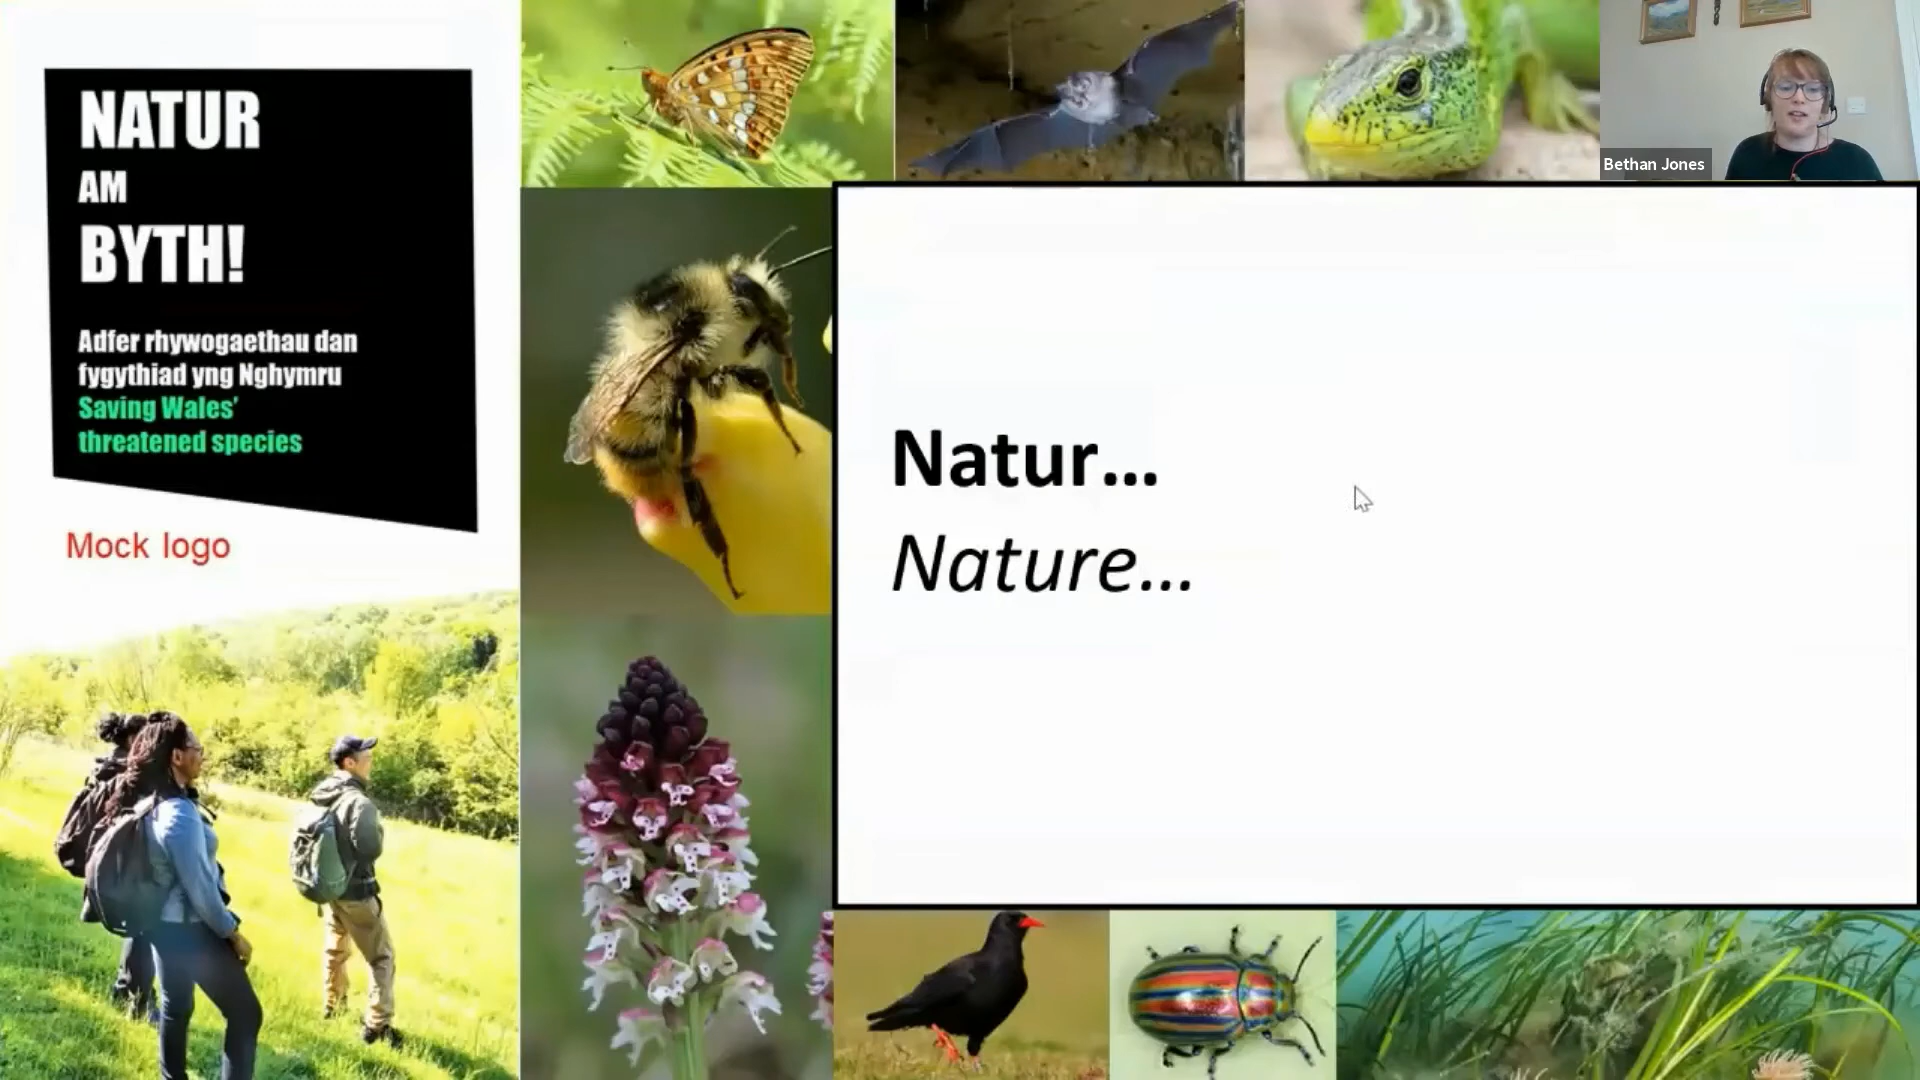 NATUR
AM
BYTH!
Adfer rhywogaethau dan
fygythiad yng Nghymru
Saving Wales'
threatened species
Mock logo
Bethan Jones
Natur...
Nature...